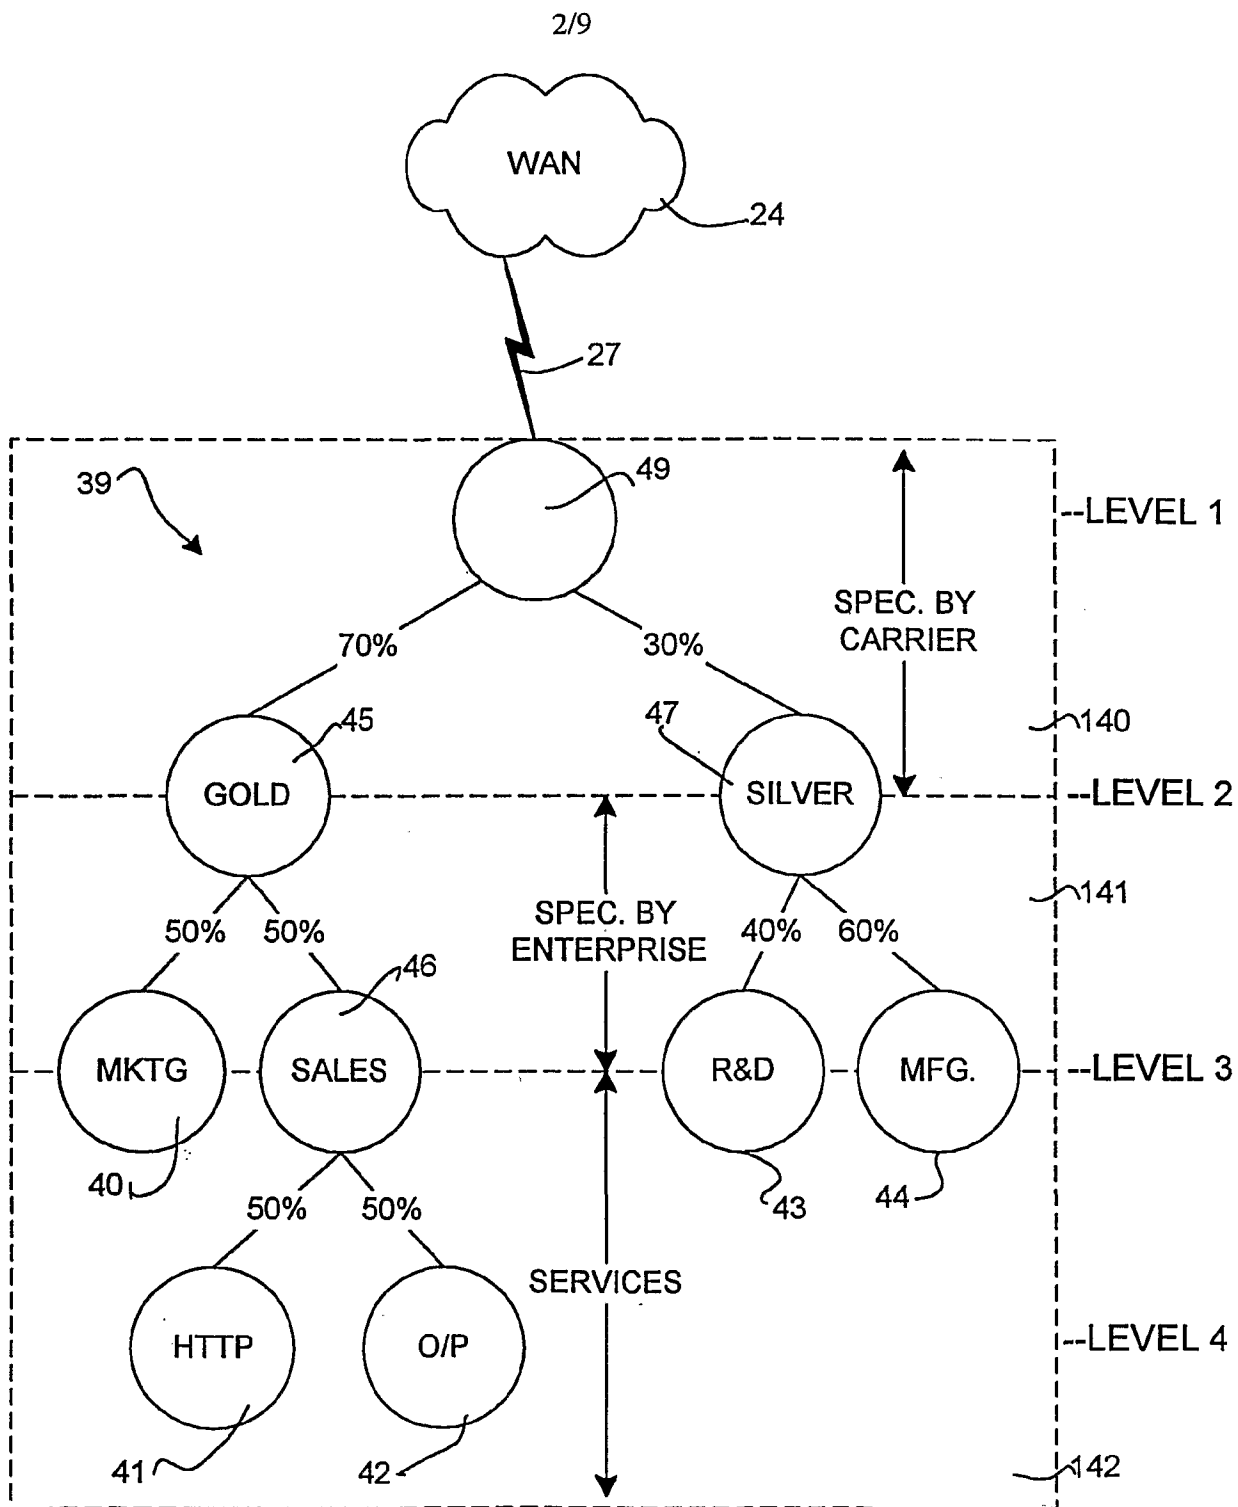 2/9
WAN
24
27
39
49
--LEVEL 1
SPEC. BY
CARRIER
70%
30%
45
47
140
GOLD
SILVER
--LEVEL 2
141
50%
50%
SPEC. BY
ENTERPRISE
40%
60%
46
MKTG
SALES
R&D
MFG.
--LEVEL 3
40
43
44
50%
50%
SERVICES
HTTP
O/P
--LEVEL 4
41
42
142